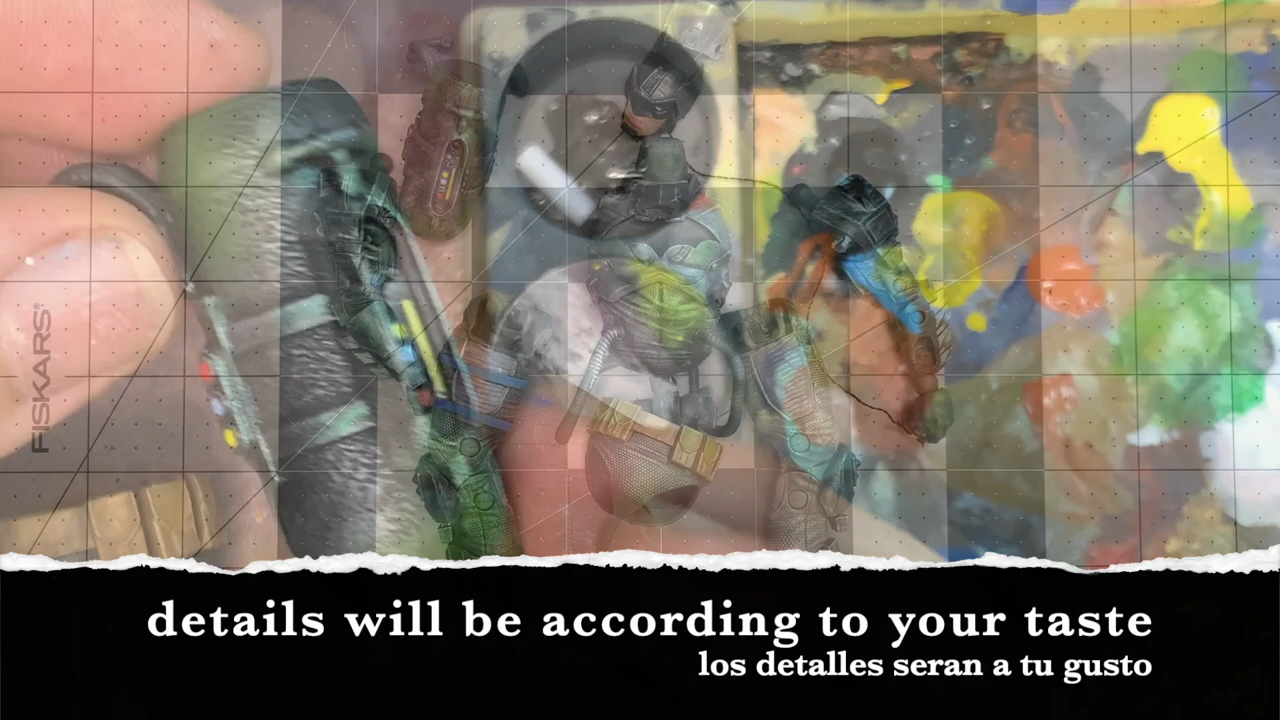 FISKARS®
details will be according to your taste
los detalles seran a tu gusto